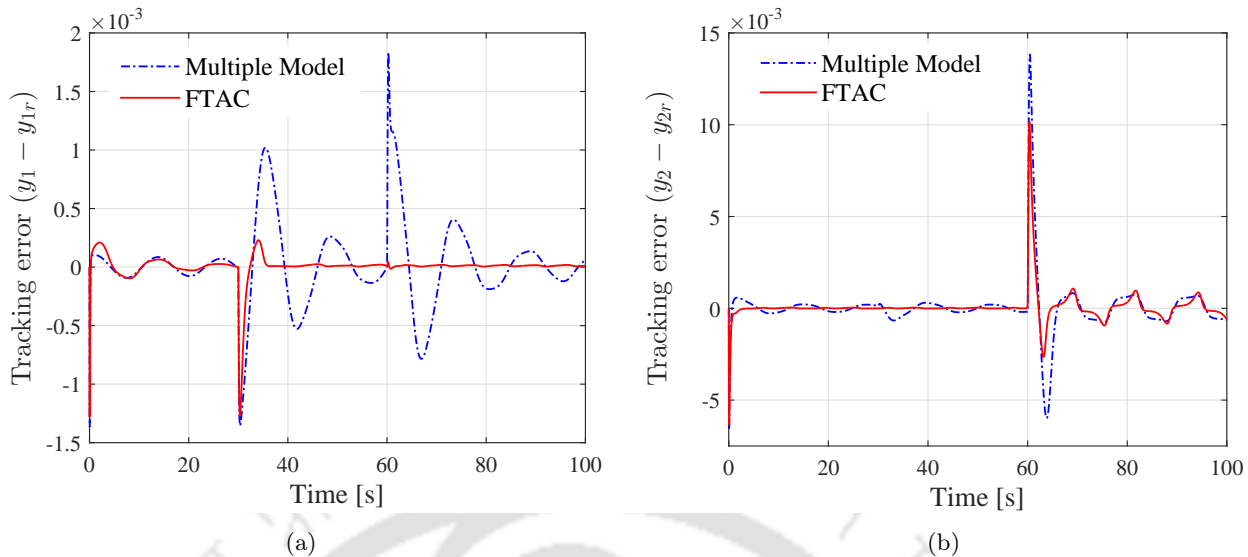 ×10⁻³
2
1.5
1
0.5
0
-0.5
-1
-1.5
0 20 40 60 80 100
Tracking error (y₁ − y₁ᵣ)
Time [s]
Multiple Model
FTAC
(a)
×10⁻³
15
10
5
0
-5
0 20 40 60 80 100
Tracking error (y₂ − y₂ᵣ)
Time [s]
Multiple Model
FTAC
(b)